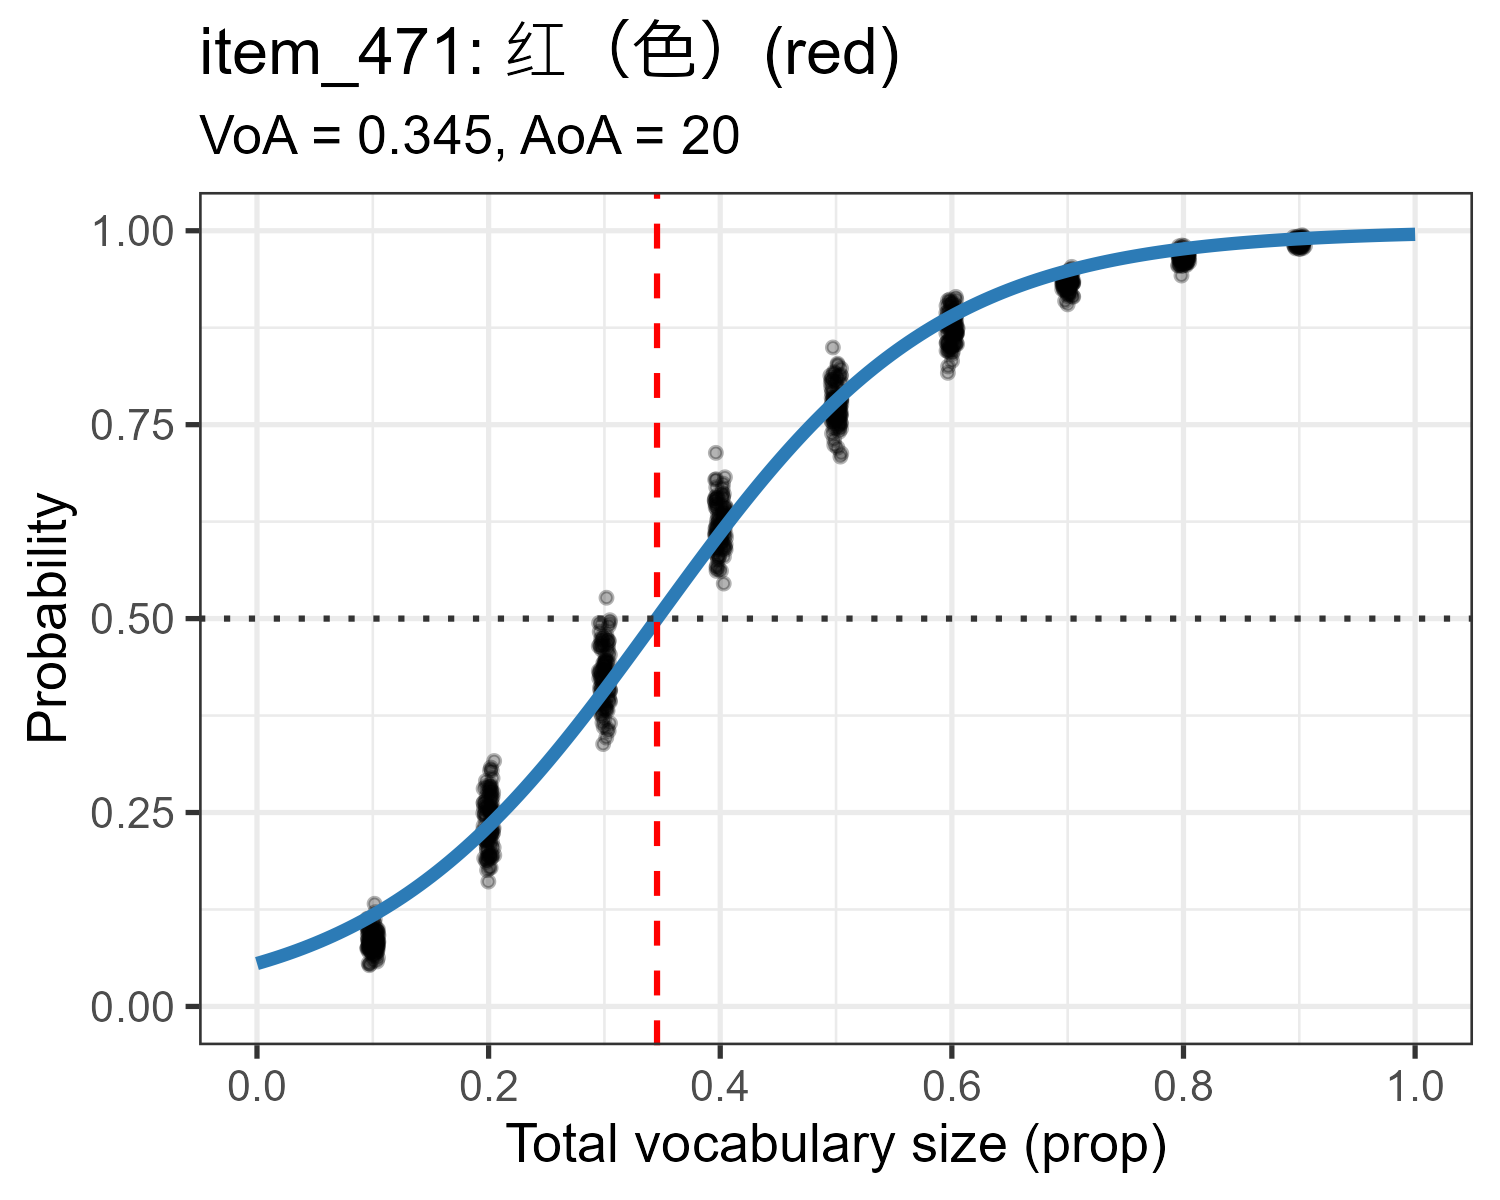 item_471: 红（色）(red)
VoA = 0.345, AoA = 20
Probability
1.00
0.75
0.50
0.25
0.00
0.0 0.2 0.4 0.6 0.8 1.0
Total vocabulary size (prop)